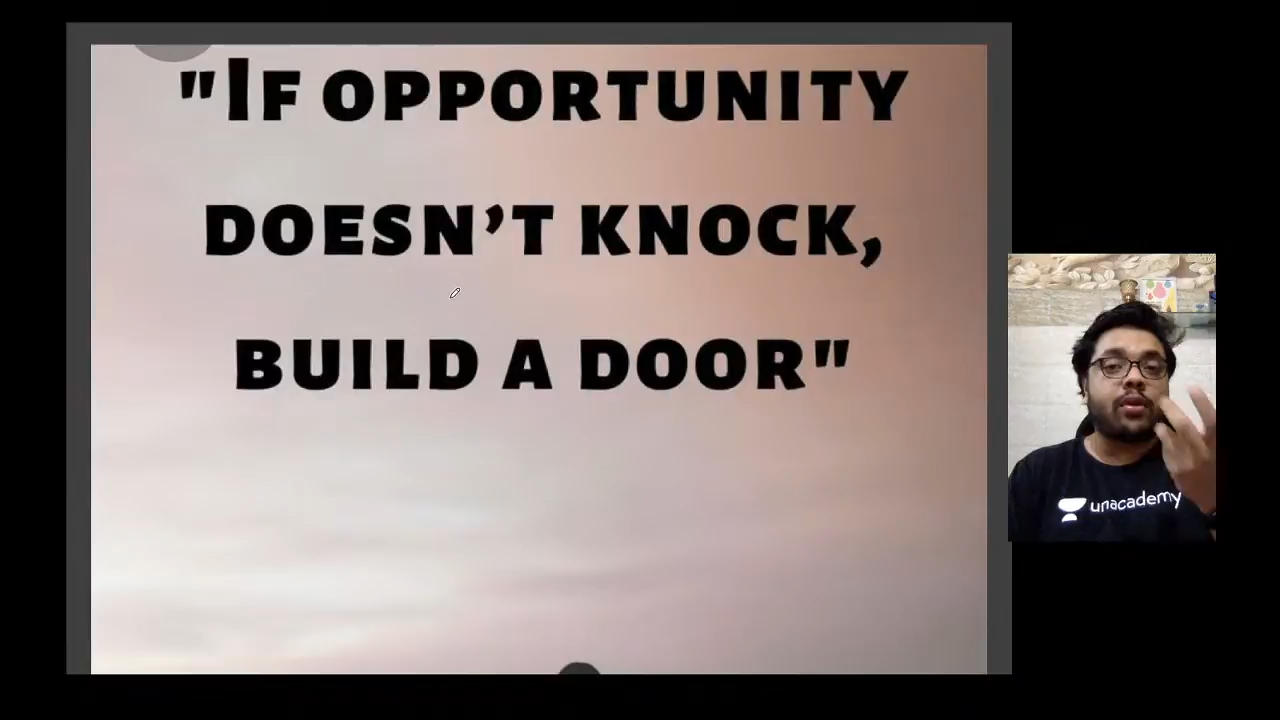 "If opportunity
doesn’t knock,
build a door"
unacademy